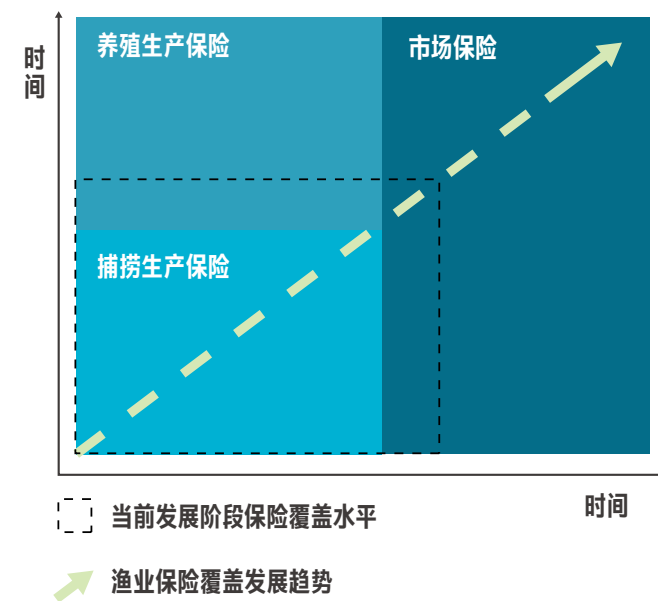 时间
养殖生产保险
市场保险
捕捞生产保险
时间
当前发展阶段保险覆盖水平
渔业保险覆盖发展趋势